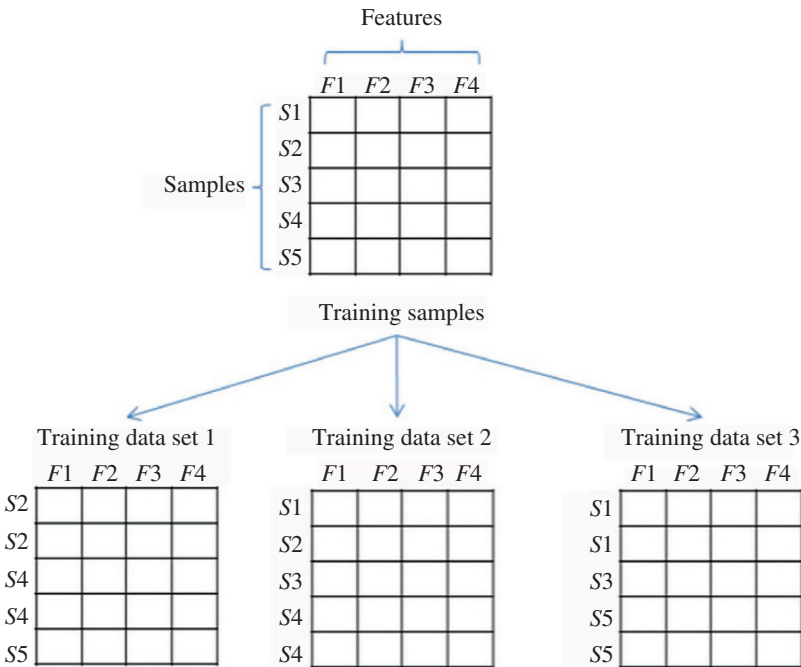 Features
F1 F2 F3 F4
S1
S2
Samples
S3
S4
S5
Training samples
Training data set 1
F1 F2 F3 F4
S2
S2
S4
S4
S5
Training data set 2
F1 F2 F3 F4
S1
S2
S3
S4
S4
Training data set 3
F1 F2 F3 F4
S1
S1
S3
S5
S5